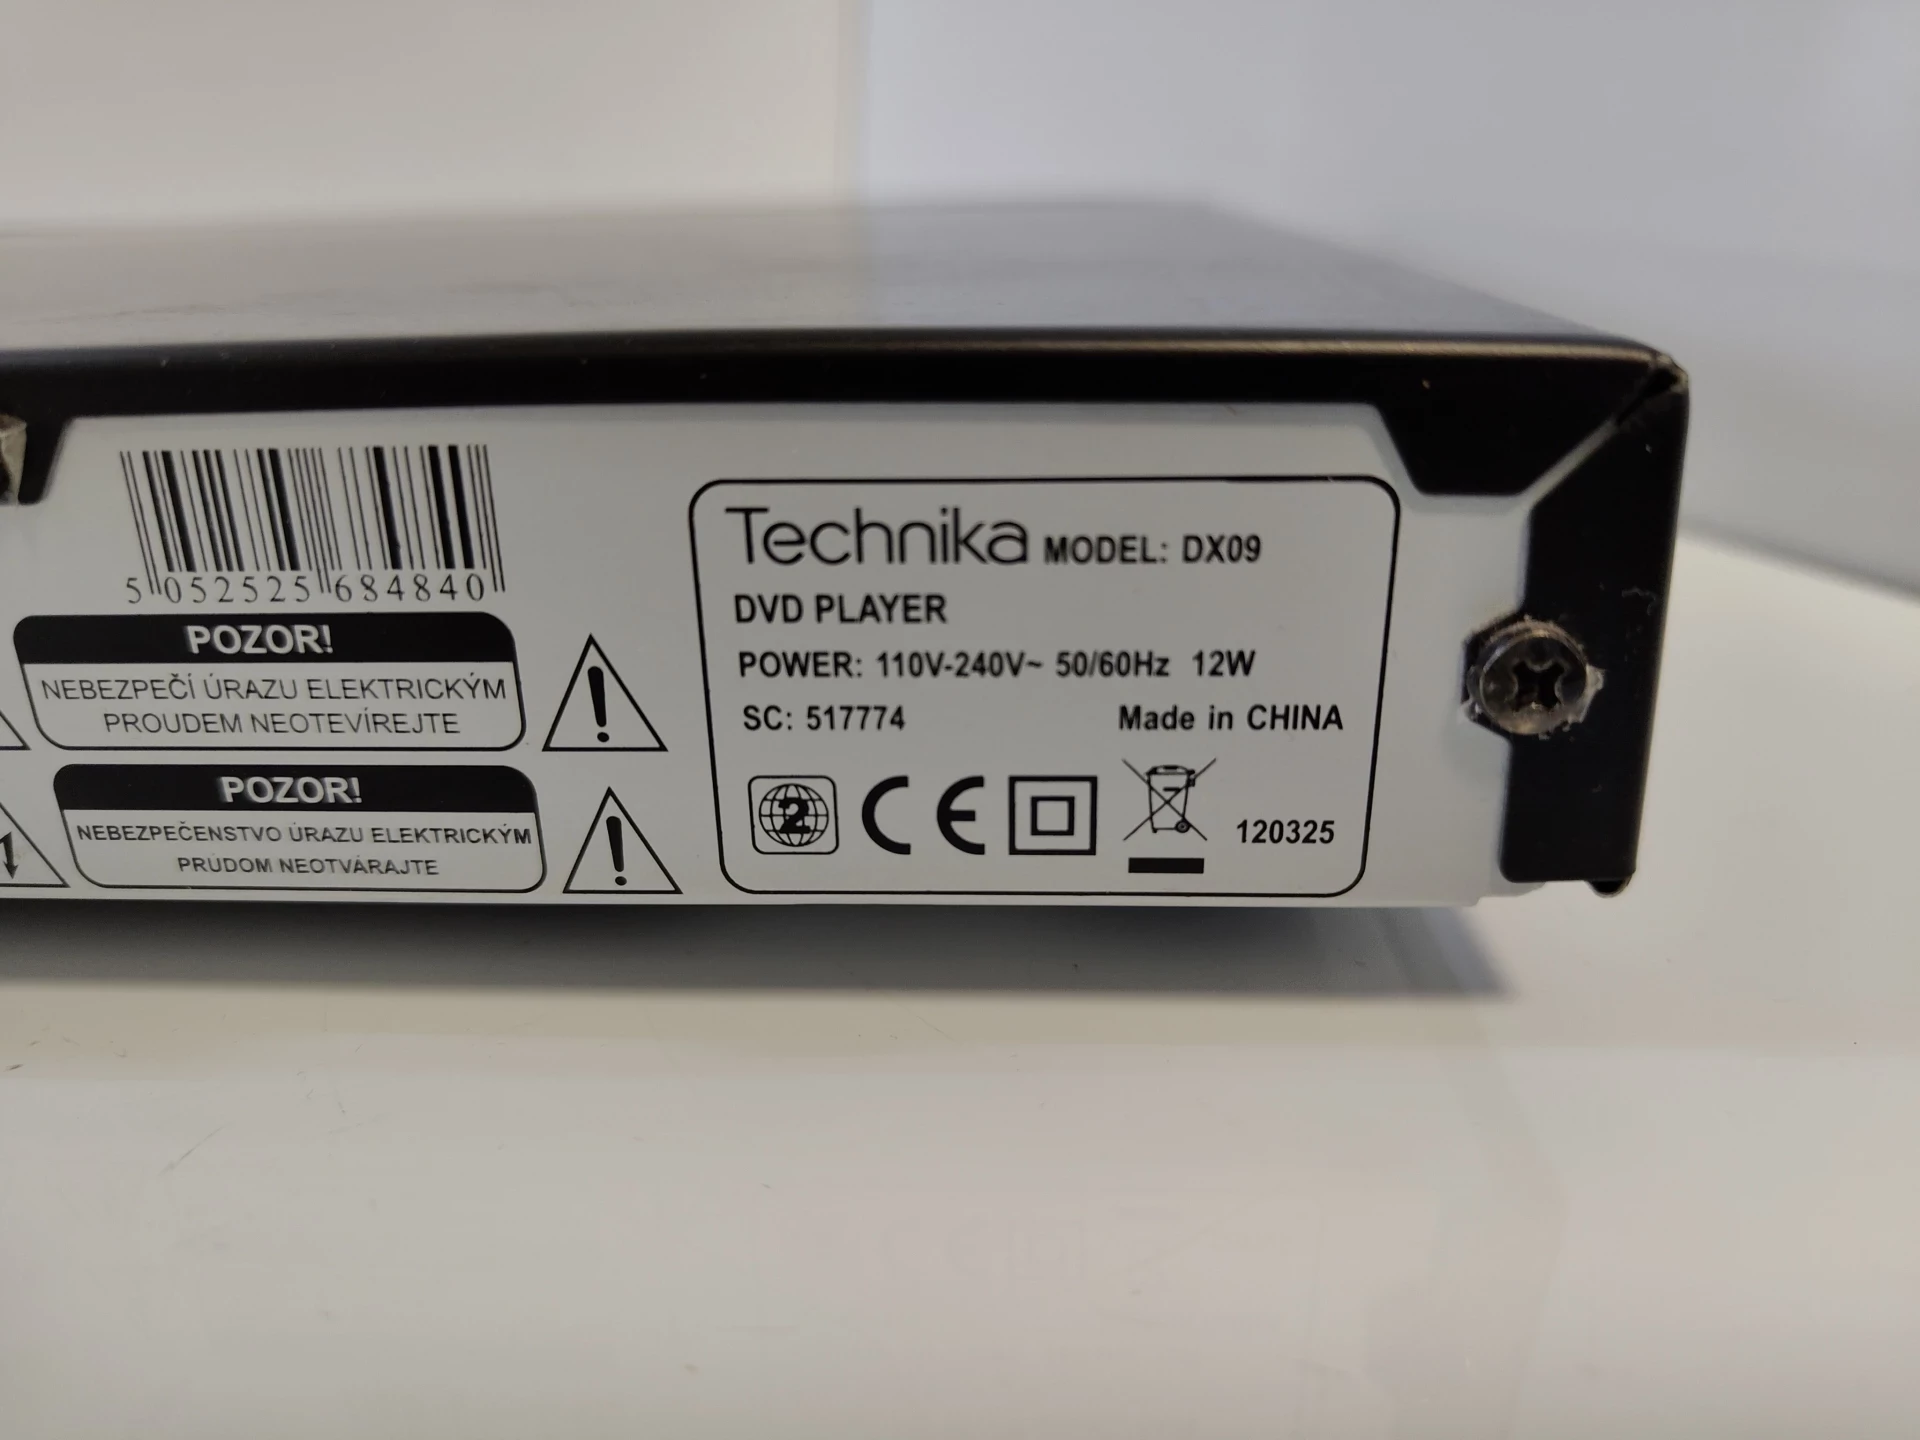 5 052525 684840
POZOR!
NEBEZPEČÍ ÚRAZU ELEKTRICKÝM
PROUDEM NEOTEVÍREJTE
POZOR!
NEBEZPEČENSTVO ÚRAZU ELEKTRICKÝM
PRÚDOM NEOTVÁRAJTE
Technika MODEL: DX09
DVD PLAYER
POWER: 110V-240V~ 50/60Hz 12W
SC: 517774 Made in CHINA
2 CE 120325